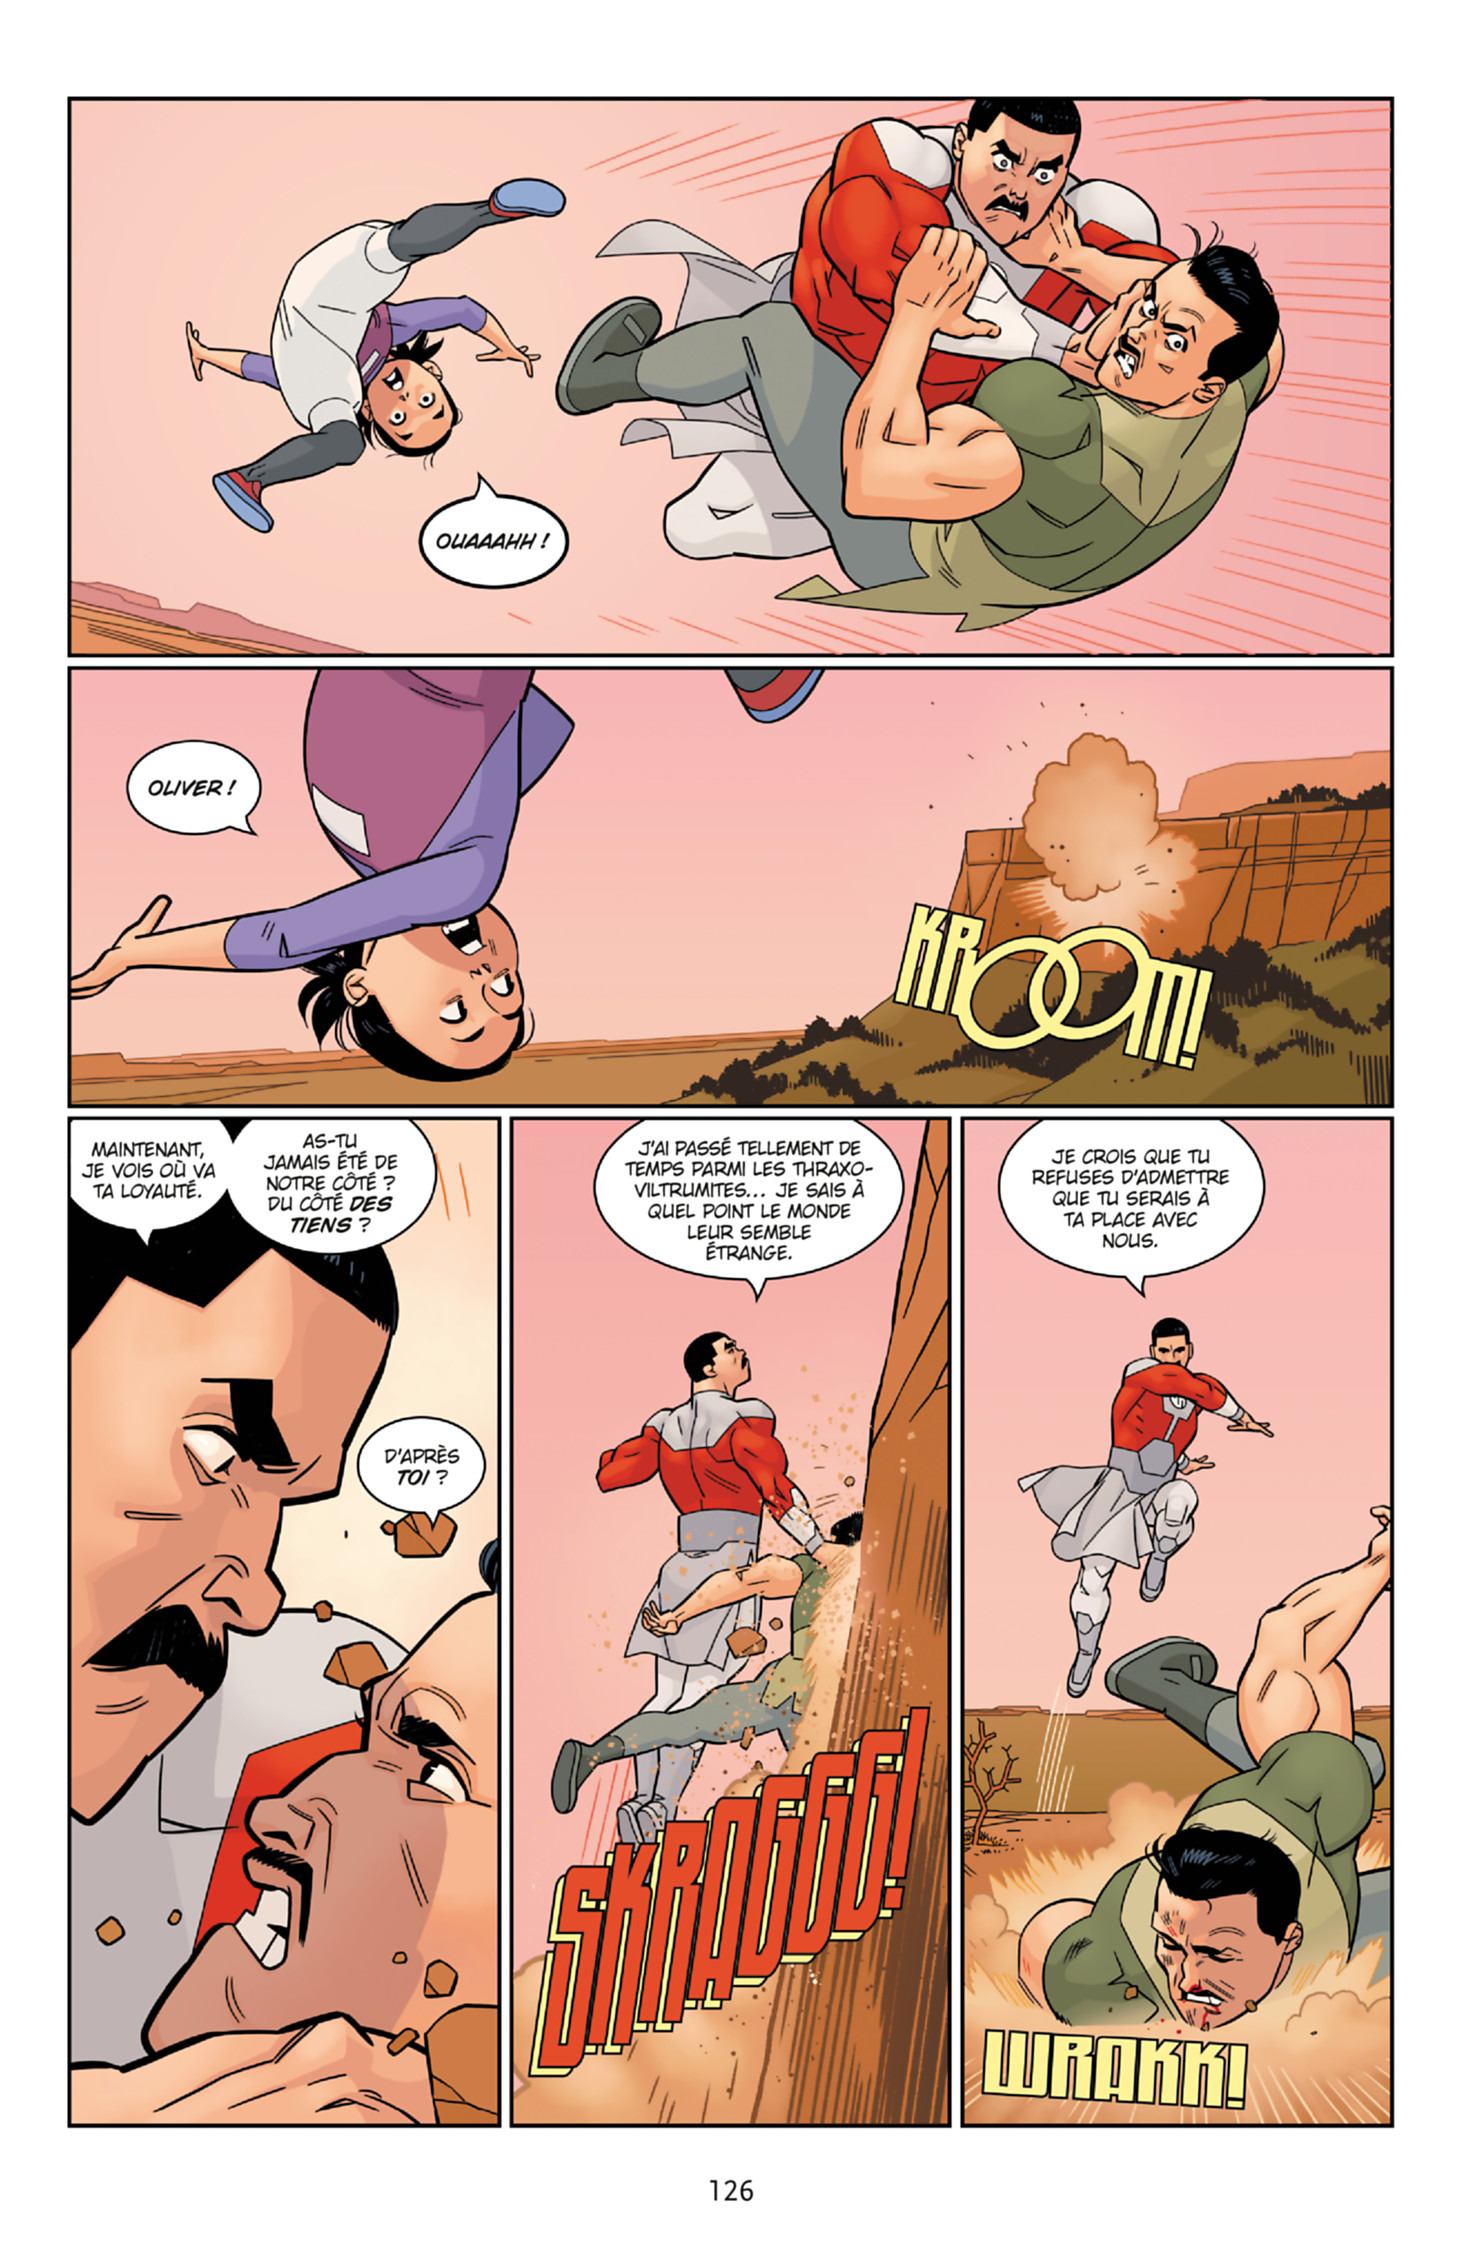 OUAAAHH !
OLIVER !
KROOM!
MAINTENANT,
JE VOIS OÙ VA
TA LOYAUTÉ.
AS-TU
JAMAIS ÉTÉ DE
NOTRE CÔTÉ ?
DU CÔTÉ DES
TIENS ?
D'APRÈS
TOI ?
J'AI PASSÉ TELLEMENT DE
TEMPS PARMI LES THRAXO-
VILTRUMITES... JE SAIS À
QUEL POINT LE MONDE
LEUR SEMBLE
ÉTRANGE.
SKRAGGG!
JE CROIS QUE TU
REFUSES D'ADMETTRE
QUE TU SERAIS À
TA PLACE AVEC
NOUS.
WRAKK!
126